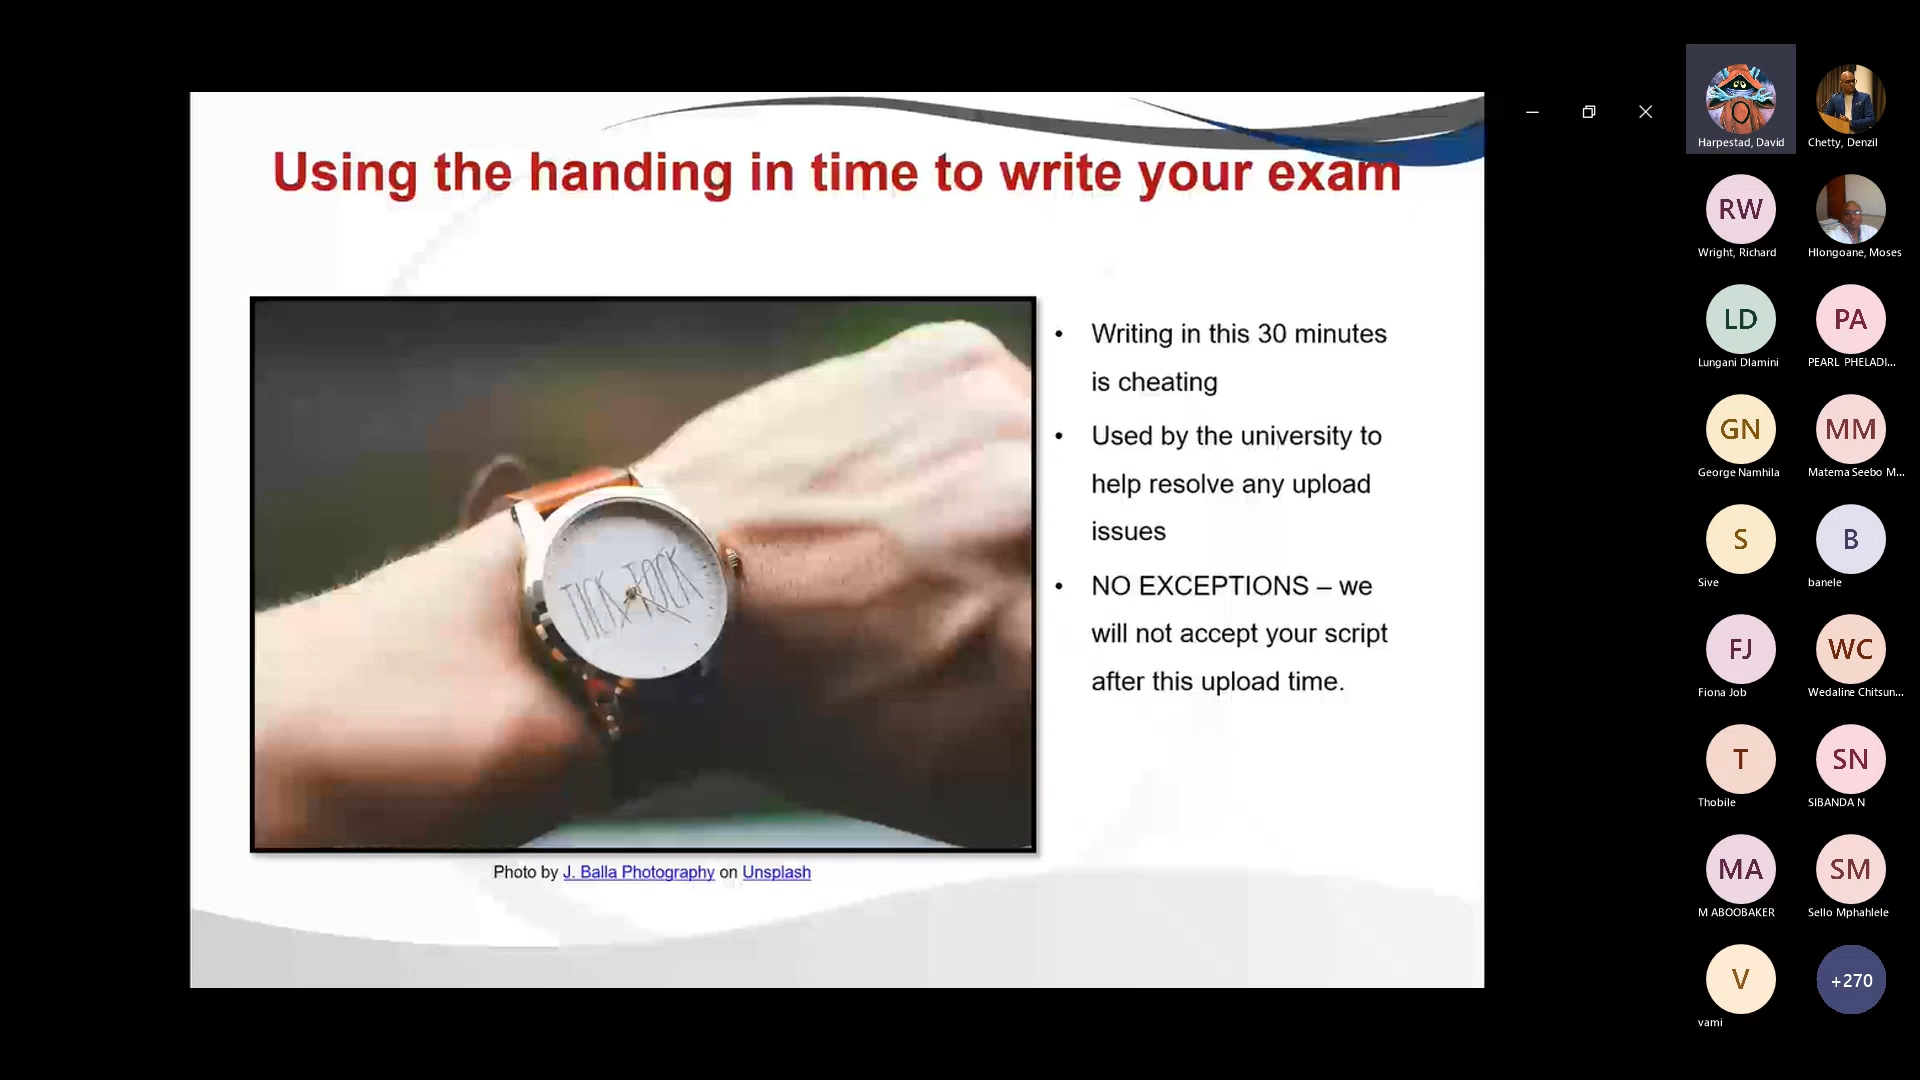 Using the handing in time to write your exam
• Writing in this 30 minutes
is cheating
• Used by the university to
help resolve any upload
issues
• NO EXCEPTIONS – we
will not accept your script
after this upload time.
TICK TOCK
Photo by J. Balla Photography on Unsplash
Harpestad, David
Chetty, Denzil
RW
Wright, Richard
Hlongoane, Moses
LD
Lungani Dlamini
PA
PEARL PHELADI...
GN
George Namhila
MM
Matema Seebo M...
S
Sive
B
banele
FJ
Fiona Job
WC
Wedaline Chitsun...
T
Thobile
SN
SIBANDA N
MA
M ABOOBAKER
SM
Sello Mphahlele
V
vami
+270